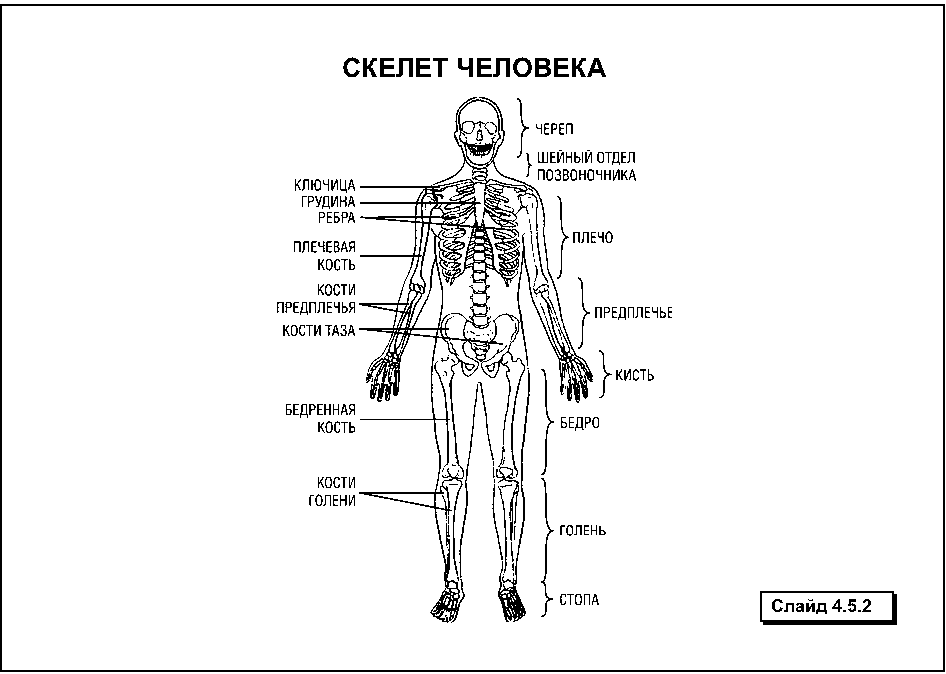 СКЕЛЕТ ЧЕЛОВЕКА
ЧЕРЕП
ШЕЙНЫЙ ОТДЕЛ
ПОЗВОНОЧНИКА
КЛЮЧИЦА
ГРУДИНА
РЕБРА
ПЛЕЧО
ПЛЕЧЕВАЯ
КОСТЬ
КОСТИ
ПРЕДПЛЕЧЬЯ
ПРЕДПЛЕЧЬЕ
КОСТИ ТАЗА
КИСТЬ
БЕДРЕННАЯ
КОСТЬ
БЕДРО
КОСТИ
ГОЛЕНИ
ГОЛЕНЬ
СТОПА
Слайд 4.5.2